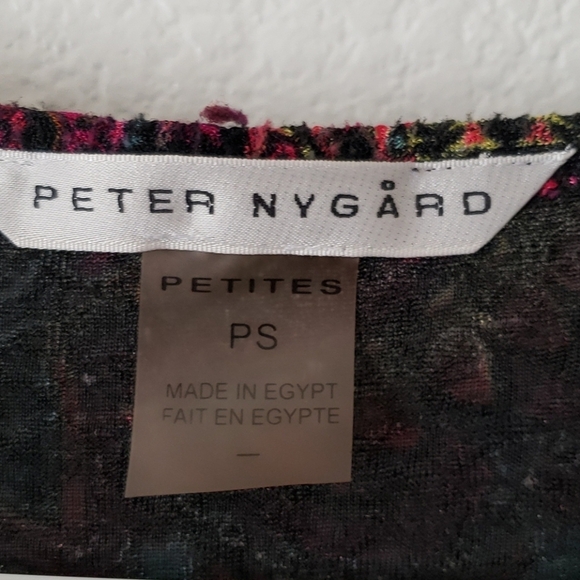 PETER NYGÅRD
PETITES
PS
MADE IN EGYPT
FAIT EN EGYPTE
—